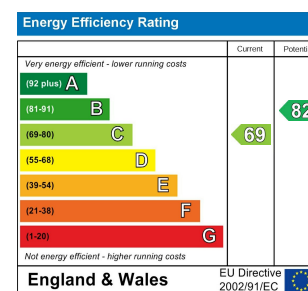 Energy Efficiency Rating
Current Potenti
Very energy efficient - lower running costs
(92 plus) A
(81-91) B
82
(69-80) C
69
(55-68) D
(39-54) E
(21-38) F
(1-20) G
Not energy efficient - higher running costs
England & Wales
EU Directive
2002/91/EC